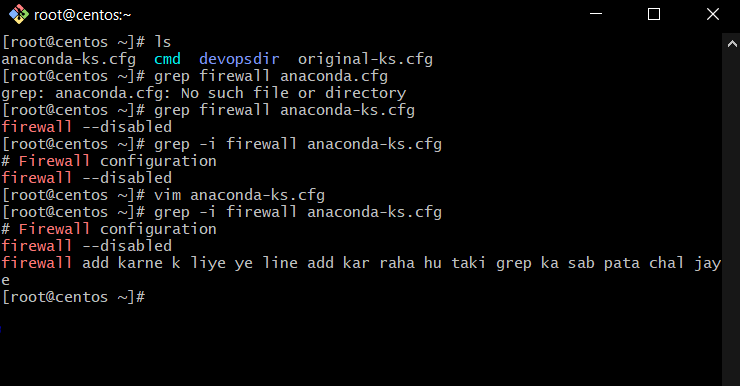 root@centos:~
[root@centos ~]# ls
anaconda-ks.cfg  cmd  devopsdir  original-ks.cfg
[root@centos ~]# grep firewall anaconda.cfg
grep: anaconda.cfg: No such file or directory
[root@centos ~]# grep firewall anaconda-ks.cfg
firewall --disabled
[root@centos ~]# grep -i firewall anaconda-ks.cfg
# Firewall configuration
firewall --disabled
[root@centos ~]# vim anaconda-ks.cfg
[root@centos ~]# grep -i firewall anaconda-ks.cfg
# Firewall configuration
firewall --disabled
firewall add karne k liye ye line add kar raha hu taki grep ka sab pata chal jay
e
[root@centos ~]#